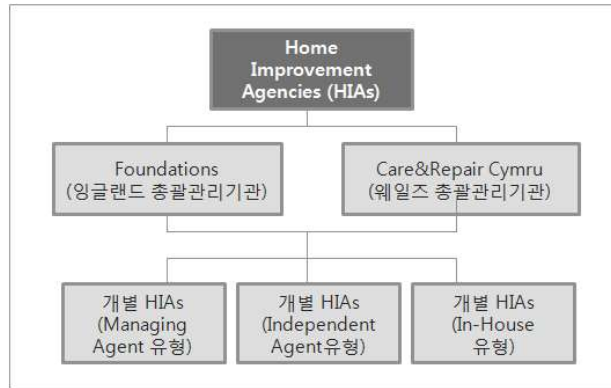 Home
Improvement
Agencies (HIAs)
Foundations
(잉글랜드 총괄관리기관)
Care&Repair Cymru
(웨일즈 총괄관리기관)
개별 HIAs
(Managing
Agent 유형)
개별 HIAs
(Independent
Agent유형)
개별 HIAs
(In-House
유형)